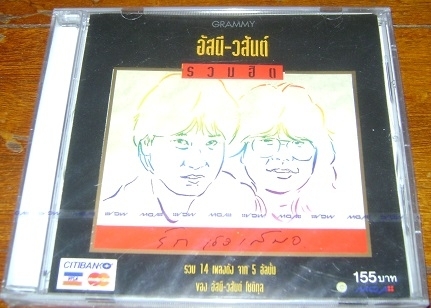 GRAMMY
อัสนี-วสันต์
รวมฮิต
รักเธอเสมอ
CITIBANK
รวม 14 เพลงดัง จาก 5 อัลบั้ม
ของ อัสนี-วสันต์ โชติกุล
155 บาท